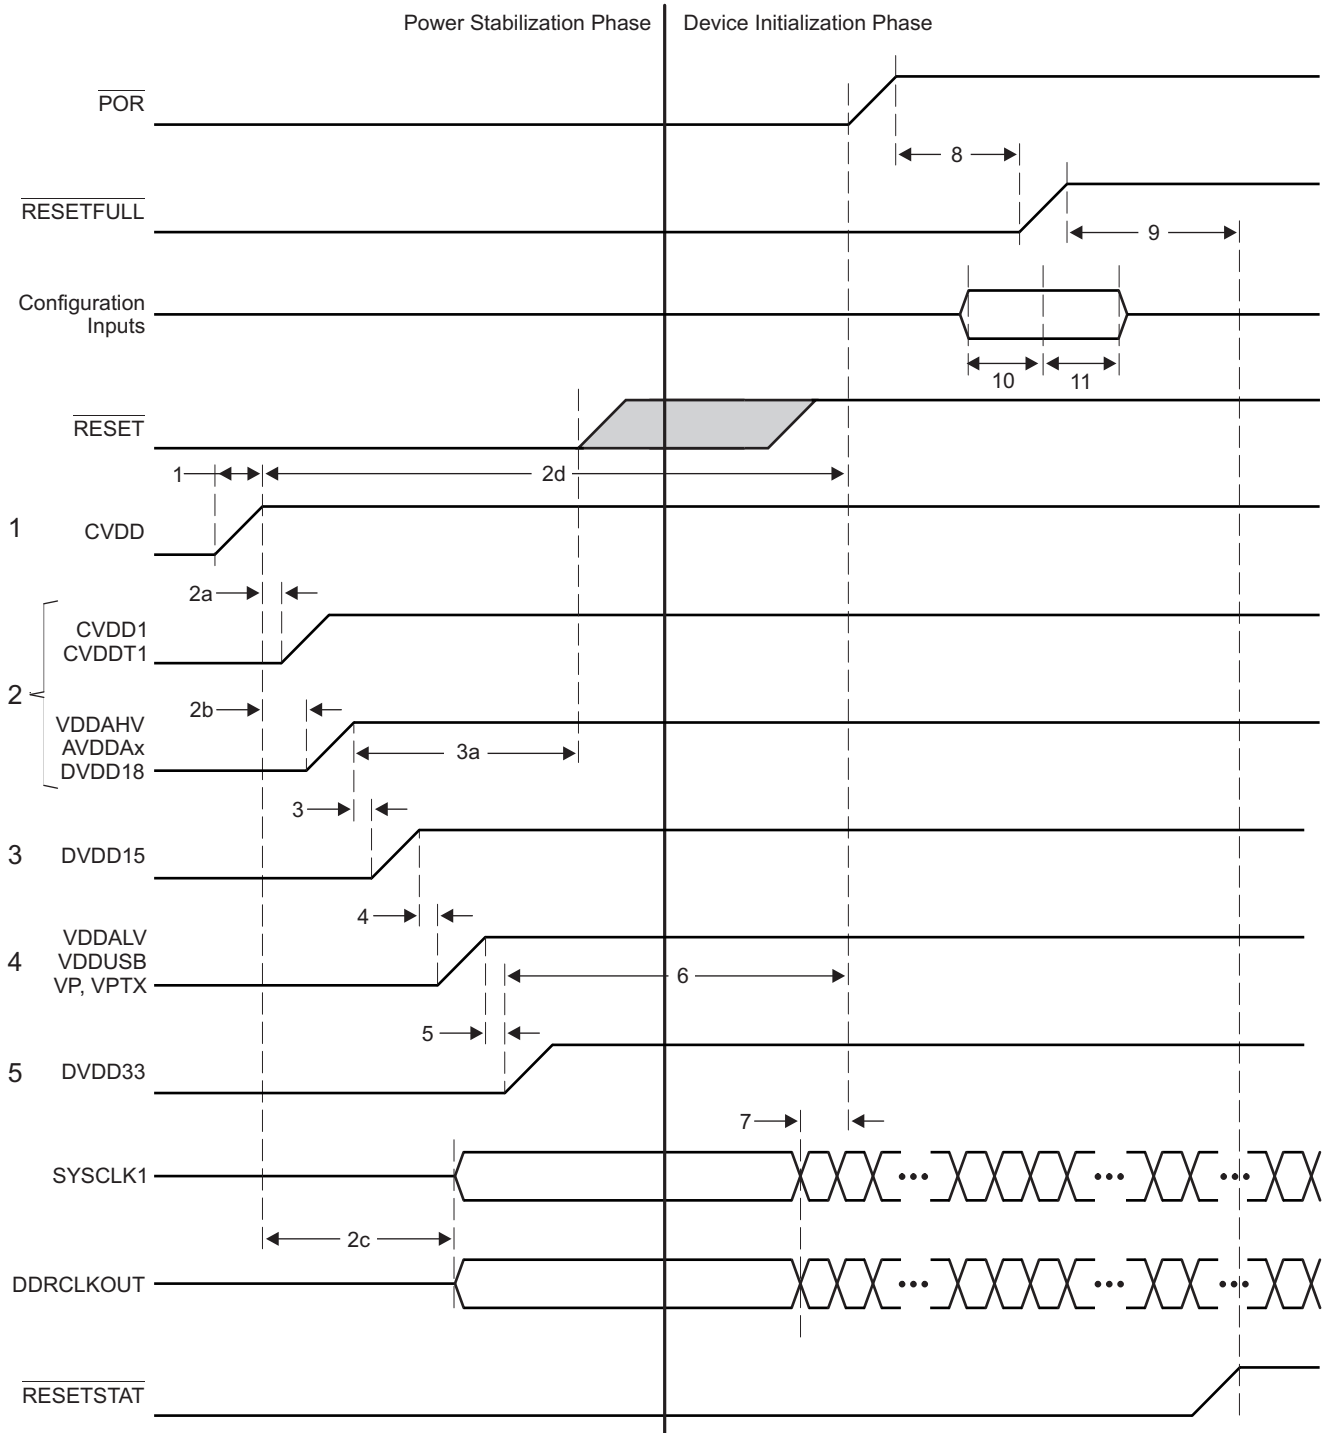 Power Stabilization Phase
Device Initialization Phase
POR
8
RESETFULL
9
Configuration
Inputs
10
11
RESET
1
2d
1
CVDD
2a
CVDD1
CVDDT1
2
2b
VDDAHV
AVDDAx
DVDD18
3a
3
3
DVDD15
4
4
VDDALV
VDDUSB
VP, VPTX
6
5
5
DVDD33
7
SYSCLK1
2c
DDRCLKOUT
RESETSTAT